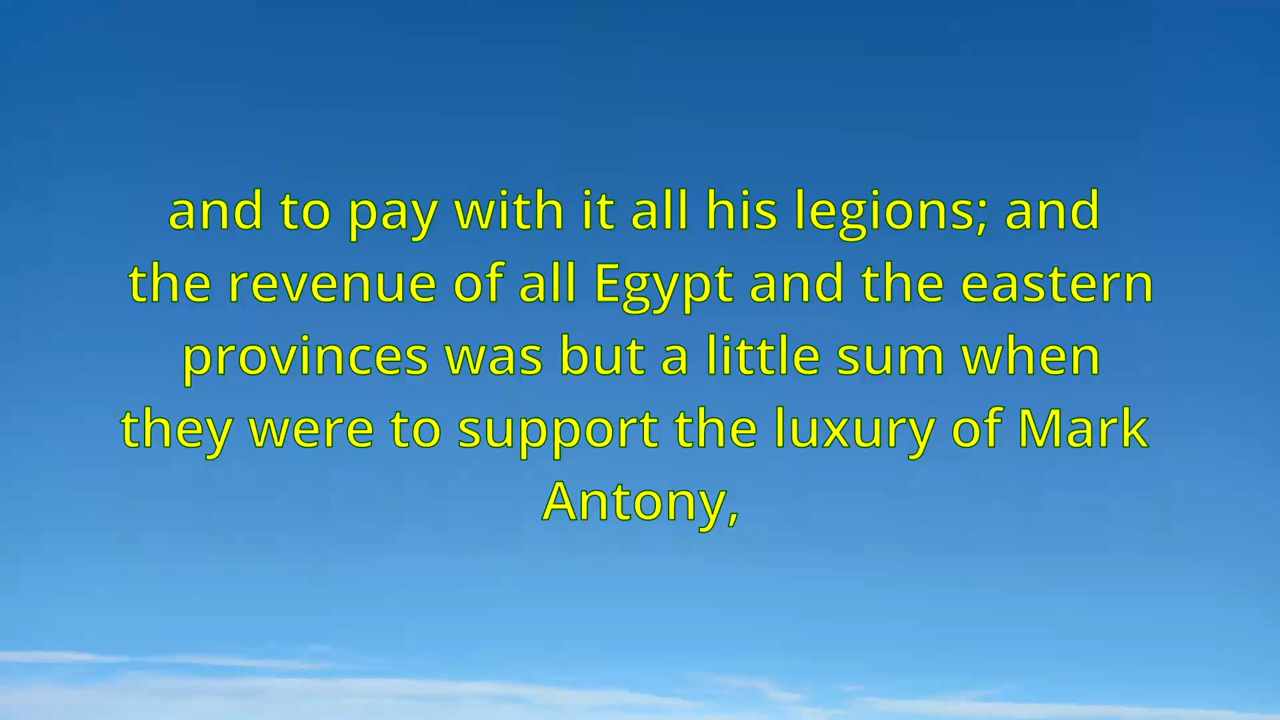 and to pay with it all his legions; and
the revenue of all Egypt and the eastern
provinces was but a little sum when
they were to support the luxury of Mark
Antony,